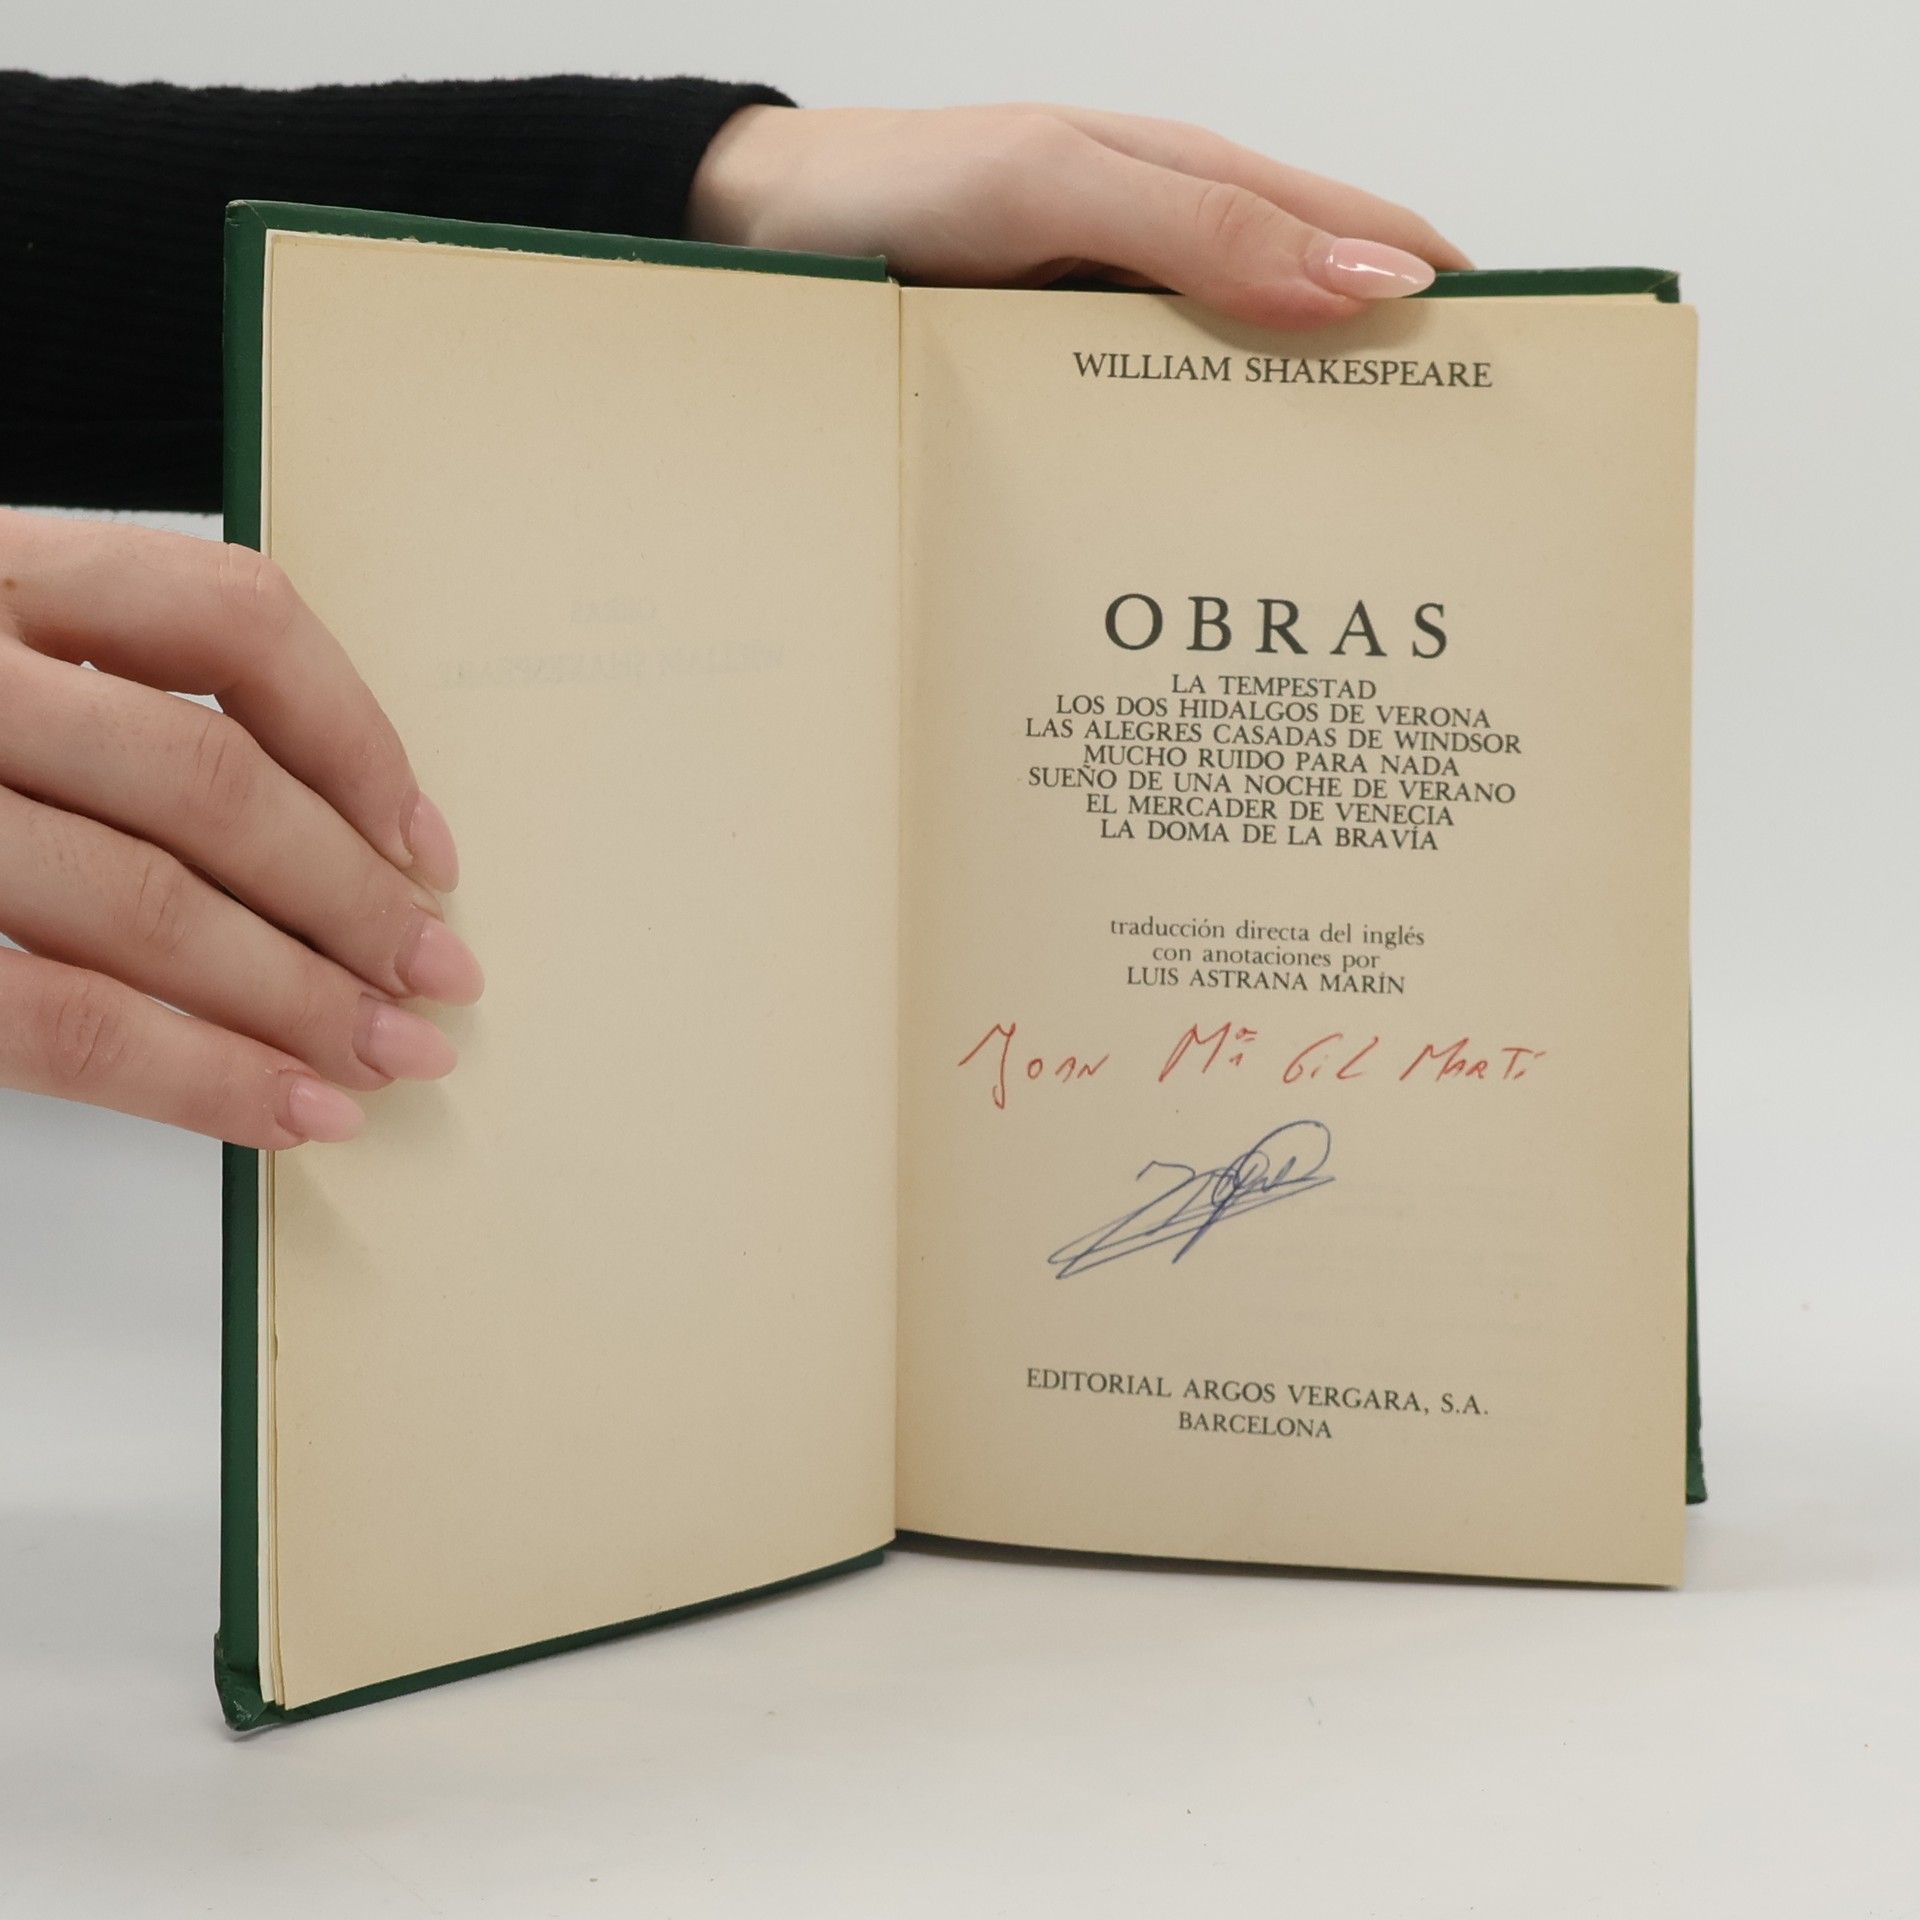 WILLIAM SHAKESPEARE
OBRAS
LA TEMPESTAD
LOS DOS HIDALGOS DE VERONA
LAS ALEGRES CASADAS DE WINDSOR
MUCHO RUIDO PARA NADA
SUEÑO DE UNA NOCHE DE VERANO
EL MERCADER DE VENECIA
LA DOMA DE LA BRAVÍA
traducción directa del inglés
con anotaciones por
LUIS ASTRANA MARÍN
JOAN Mª GIL MARTÍ
EDITORIAL ARGOS VERGARA, S.A.
BARCELONA